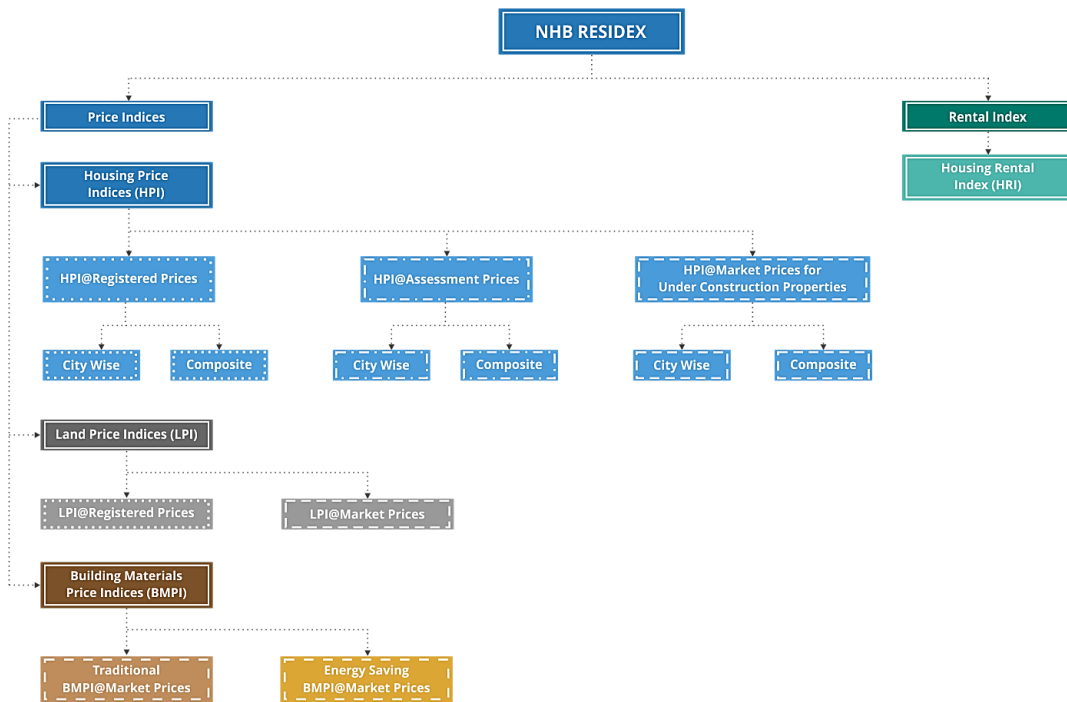 NHB RESIDEX
Price Indices
Rental Index
Housing Price
Indices (HPI)
Housing Rental
Index (HRI)
HPI@Registered Prices
HPI@Assessment Prices
HPI@Market Prices for
Under Construction Properties
City Wise
Composite
City Wise
Composite
City Wise
Composite
Land Price Indices (LPI)
LPI@Registered Prices
LPI@Market Prices
Building Materials
Price Indices (BMPI)
Traditional
BMPI@Market Prices
Energy Saving
BMPI@Market Prices